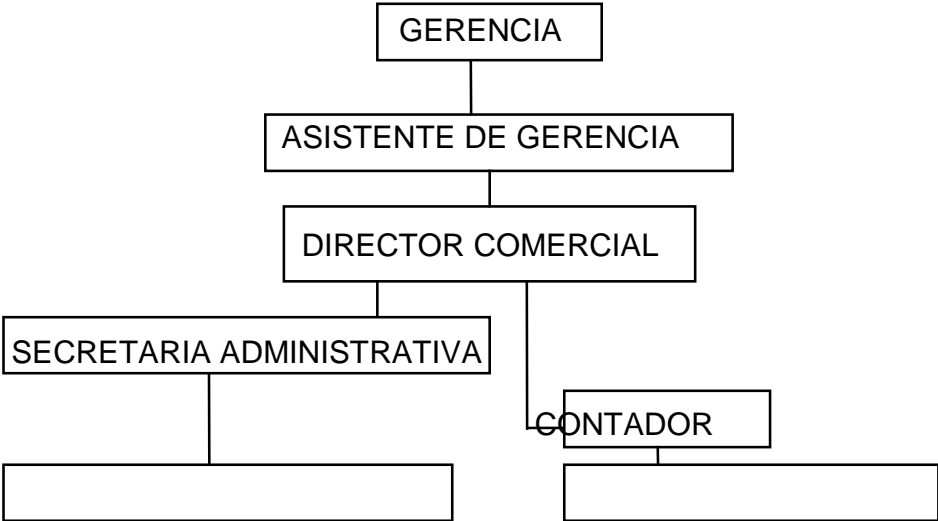 GERENCIA
ASISTENTE DE GERENCIA
DIRECTOR COMERCIAL
SECRETARIA ADMINISTRATIVA
CONTADOR